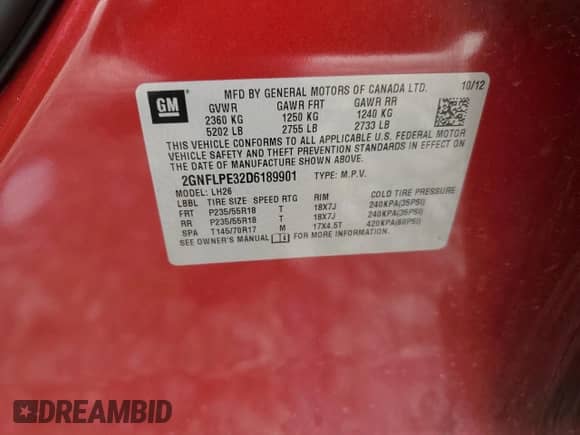 GM
MFD BY GENERAL MOTORS OF CANADA LTD. 10/12
GVWR GAWR FRT GAWR RR
2360 KG 1250 KG 1240 KG
5202 LB 2755 LB 2733 LB
THIS VEHICLE CONFORMS TO ALL APPLICABLE U.S. FEDERAL MOTOR
VEHICLE SAFETY AND THEFT PREVENTION STANDARDS IN EFFECT ON
THE DATE OF MANUFACTURE SHOWN ABOVE.
2GNFLPE32D6189901 TYPE: M.P.V.
MODEL: LH26
LBBL TIRE SIZE SPEED RTG RIM COLD TIRE PRESSURE
FRT P235/55R18 T 18X7J 240KPA(35PSI)
RR P235/55R18 T 18X7J 240KPA(35PSI)
SPA T145/70R17 M 17X4.5T 420KPA(60PSI)
SEE OWNER'S MANUAL FOR MORE INFORMATION.
DREAMBID